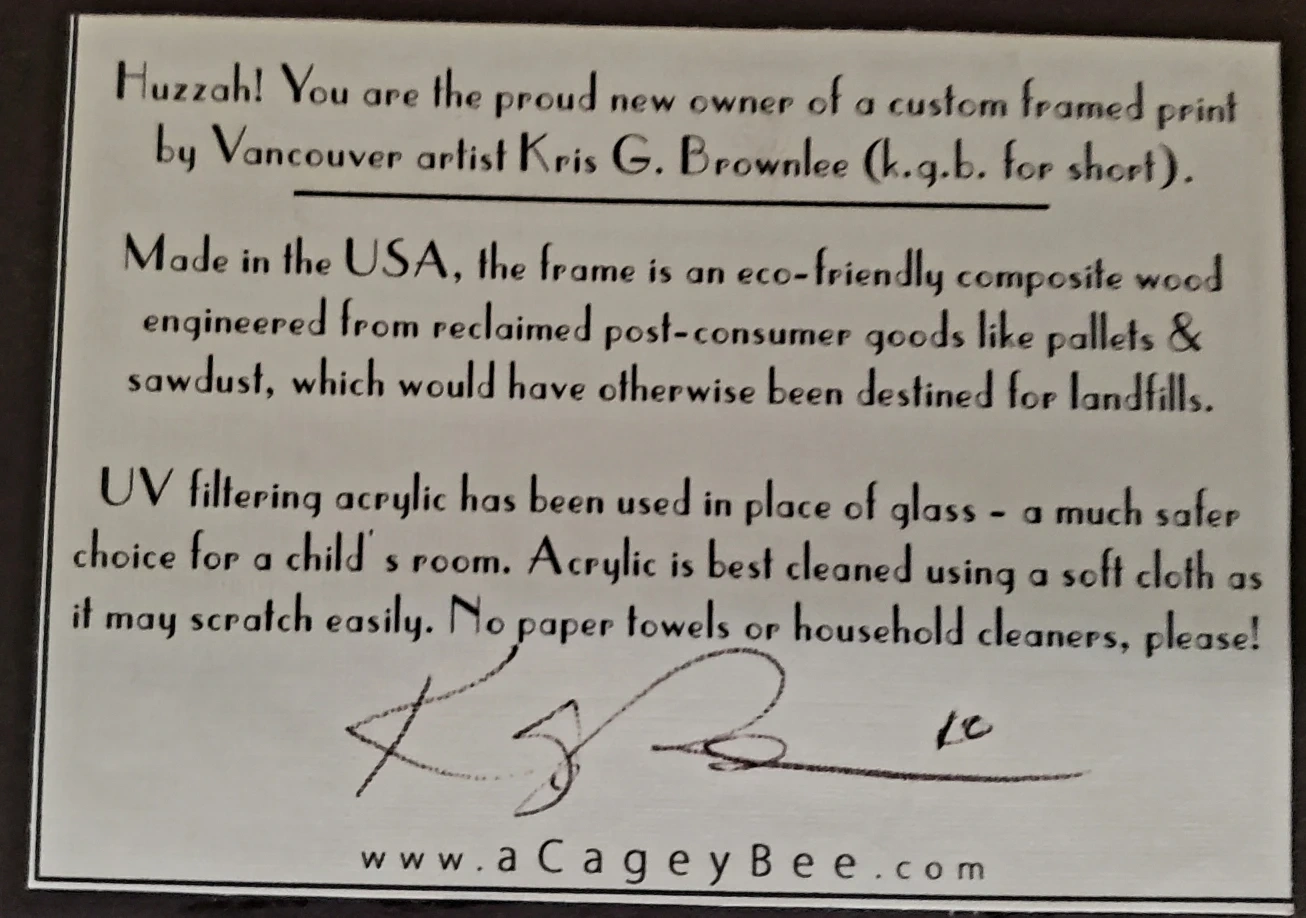 Huzzah! You are the proud new owner of a custom framed print
by Vancouver artist Kris G. Brownlee (k.g.b. for short).
Made in the USA, the frame is an eco-friendly composite wood
engineered from reclaimed post-consumer goods like pallets &
sawdust, which would have otherwise been destined for landfills.
UV filtering acrylic has been used in place of glass - a much safer
choice for a child's room. Acrylic is best cleaned using a soft cloth as
it may scratch easily. No paper towels or household cleaners, please!
www.aCageyBee.com